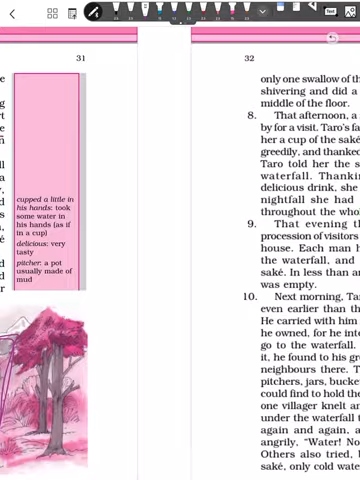 31
e
g
rt
e
n
ll
a
y,
d
s
n,
é
d
d
r
cupped a little in
his hands: took
some water in
his hands (as if
in a cup)
delicious: very
tasty
pitcher: a pot
usually made of
mud
32
only one swallow of th
shivering and did a
middle of the floor.
8. That afternoon, a
by for a visit. Taro's fa
her a cup of the saké
greedily, and thanked
Taro told her the s
waterfall. Thankin
delicious drink, she
nightfall she had
throughout the whol
9. That evening th
procession of visitors
house. Each man h
the waterfall, and
saké. In less than an
was empty.
10. Next morning, Tar
even earlier than th
He carried with him
he owned, for he inte
go to the waterfall.
it, he found to his gre
neighbours there. T
pitchers, jars, bucke
could find to hold the
one villager knelt an
under the waterfall t
again and again, a
angrily, “Water! No
Others also tried, b
saké, only cold wate